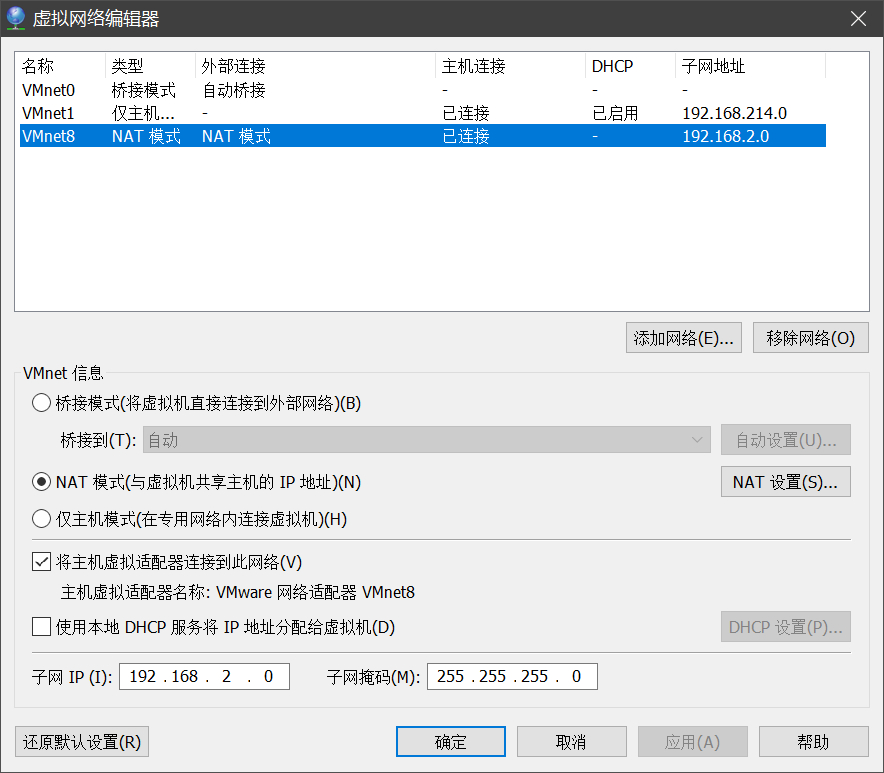 虚拟网络编辑器
名称 类型 外部连接 主机连接 DHCP 子网地址
VMnet0 桥接模式 自动桥接 - - -
VMnet1 仅主机... - 已连接 已启用 192.168.214.0
VMnet8 NAT 模式 NAT 模式 已连接 - 192.168.2.0
添加网络(E)... 移除网络(O)
VMnet 信息
桥接模式(将虚拟机直接连接到外部网络)(B)
桥接到(T): 自动 自动设置(U)...
NAT 模式(与虚拟机共享主机的 IP 地址)(N) NAT 设置(S)...
仅主机模式(在专用网络内连接虚拟机)(H)
将主机虚拟适配器连接到此网络(V)
主机虚拟适配器名称: VMware 网络适配器 VMnet8
使用本地 DHCP 服务将 IP 地址分配给虚拟机(D) DHCP 设置(P)...
子网 IP (I): 192 . 168 . 2 . 0 子网掩码(M): 255 . 255 . 255 . 0
还原默认设置(R) 确定 取消 应用(A) 帮助